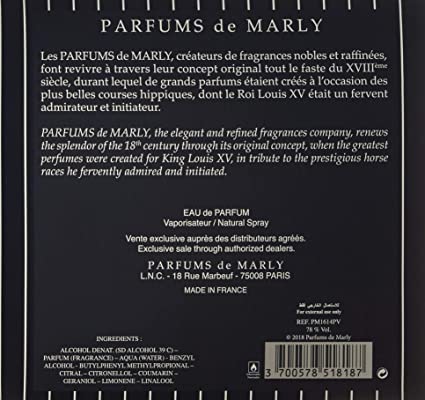 PARFUMS de MARLY
Les PARFUMS de MARLY, créateurs de fragrances nobles et raffinées,
font revivre à travers leur concept original tout le faste du XVIIIème
siècle, durant lequel de grands parfums étaient créés à l'occasion des
plus belles courses hippiques, dont le Roi Louis XV était un fervent
admirateur et initiateur.
PARFUMS de MARLY, the elegant and refined fragrances company, renews
the splendor of the 18th century through its original concept, when the greatest
perfumes were created for King Louis XV, in tribute to the prestigious horse
races he fervently admired and initiated.
EAU de PARFUM
Vaporisateur / Natural Spray
Vente exclusive auprès des distributeurs agréés.
Exclusive sale through authorized dealers.
PARFUMS de MARLY
L.N.C. - 18 Rue Marbeuf - 75008 PARIS
MADE IN FRANCE
للاستعمال الخارجي فقط
For external use only
REF. PM1614PV
78 % Vol.
© 2018 Parfums de Marly
INGREDIENTS :
ALCOHOL DENAT. (SD ALCOHOL 39 C) –
PARFUM (FRAGRANCE) – AQUA (WATER) - BENZYL
ALCOHOL - BUTYLPHENYL METHYLPROPIONAL –
CITRAL – CITRONELLOL – COUMARIN –
GERANIOL – LIMONENE – LINALOOL
3 700578 518187